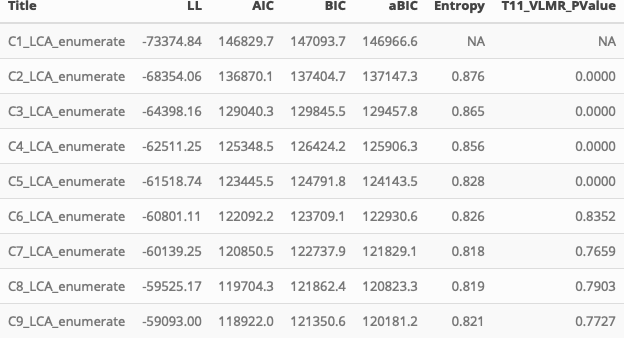 Title LL AIC BIC aBIC Entropy T11_VLMR_PValue
C1_LCA_enumerate -73374.84 146829.7 147093.7 146966.6 NA NA
C2_LCA_enumerate -68354.06 136870.1 137404.7 137147.3 0.876 0.0000
C3_LCA_enumerate -64398.16 129040.3 129845.5 129457.8 0.865 0.0000
C4_LCA_enumerate -62511.25 125348.5 126424.2 125906.3 0.856 0.0000
C5_LCA_enumerate -61518.74 123445.5 124791.8 124143.5 0.828 0.0000
C6_LCA_enumerate -60801.11 122092.2 123709.1 122930.6 0.826 0.8352
C7_LCA_enumerate -60139.25 120850.5 122737.9 121829.1 0.818 0.7659
C8_LCA_enumerate -59525.17 119704.3 121862.4 120823.3 0.819 0.7903
C9_LCA_enumerate -59093.00 118922.0 121350.6 120181.2 0.821 0.7727